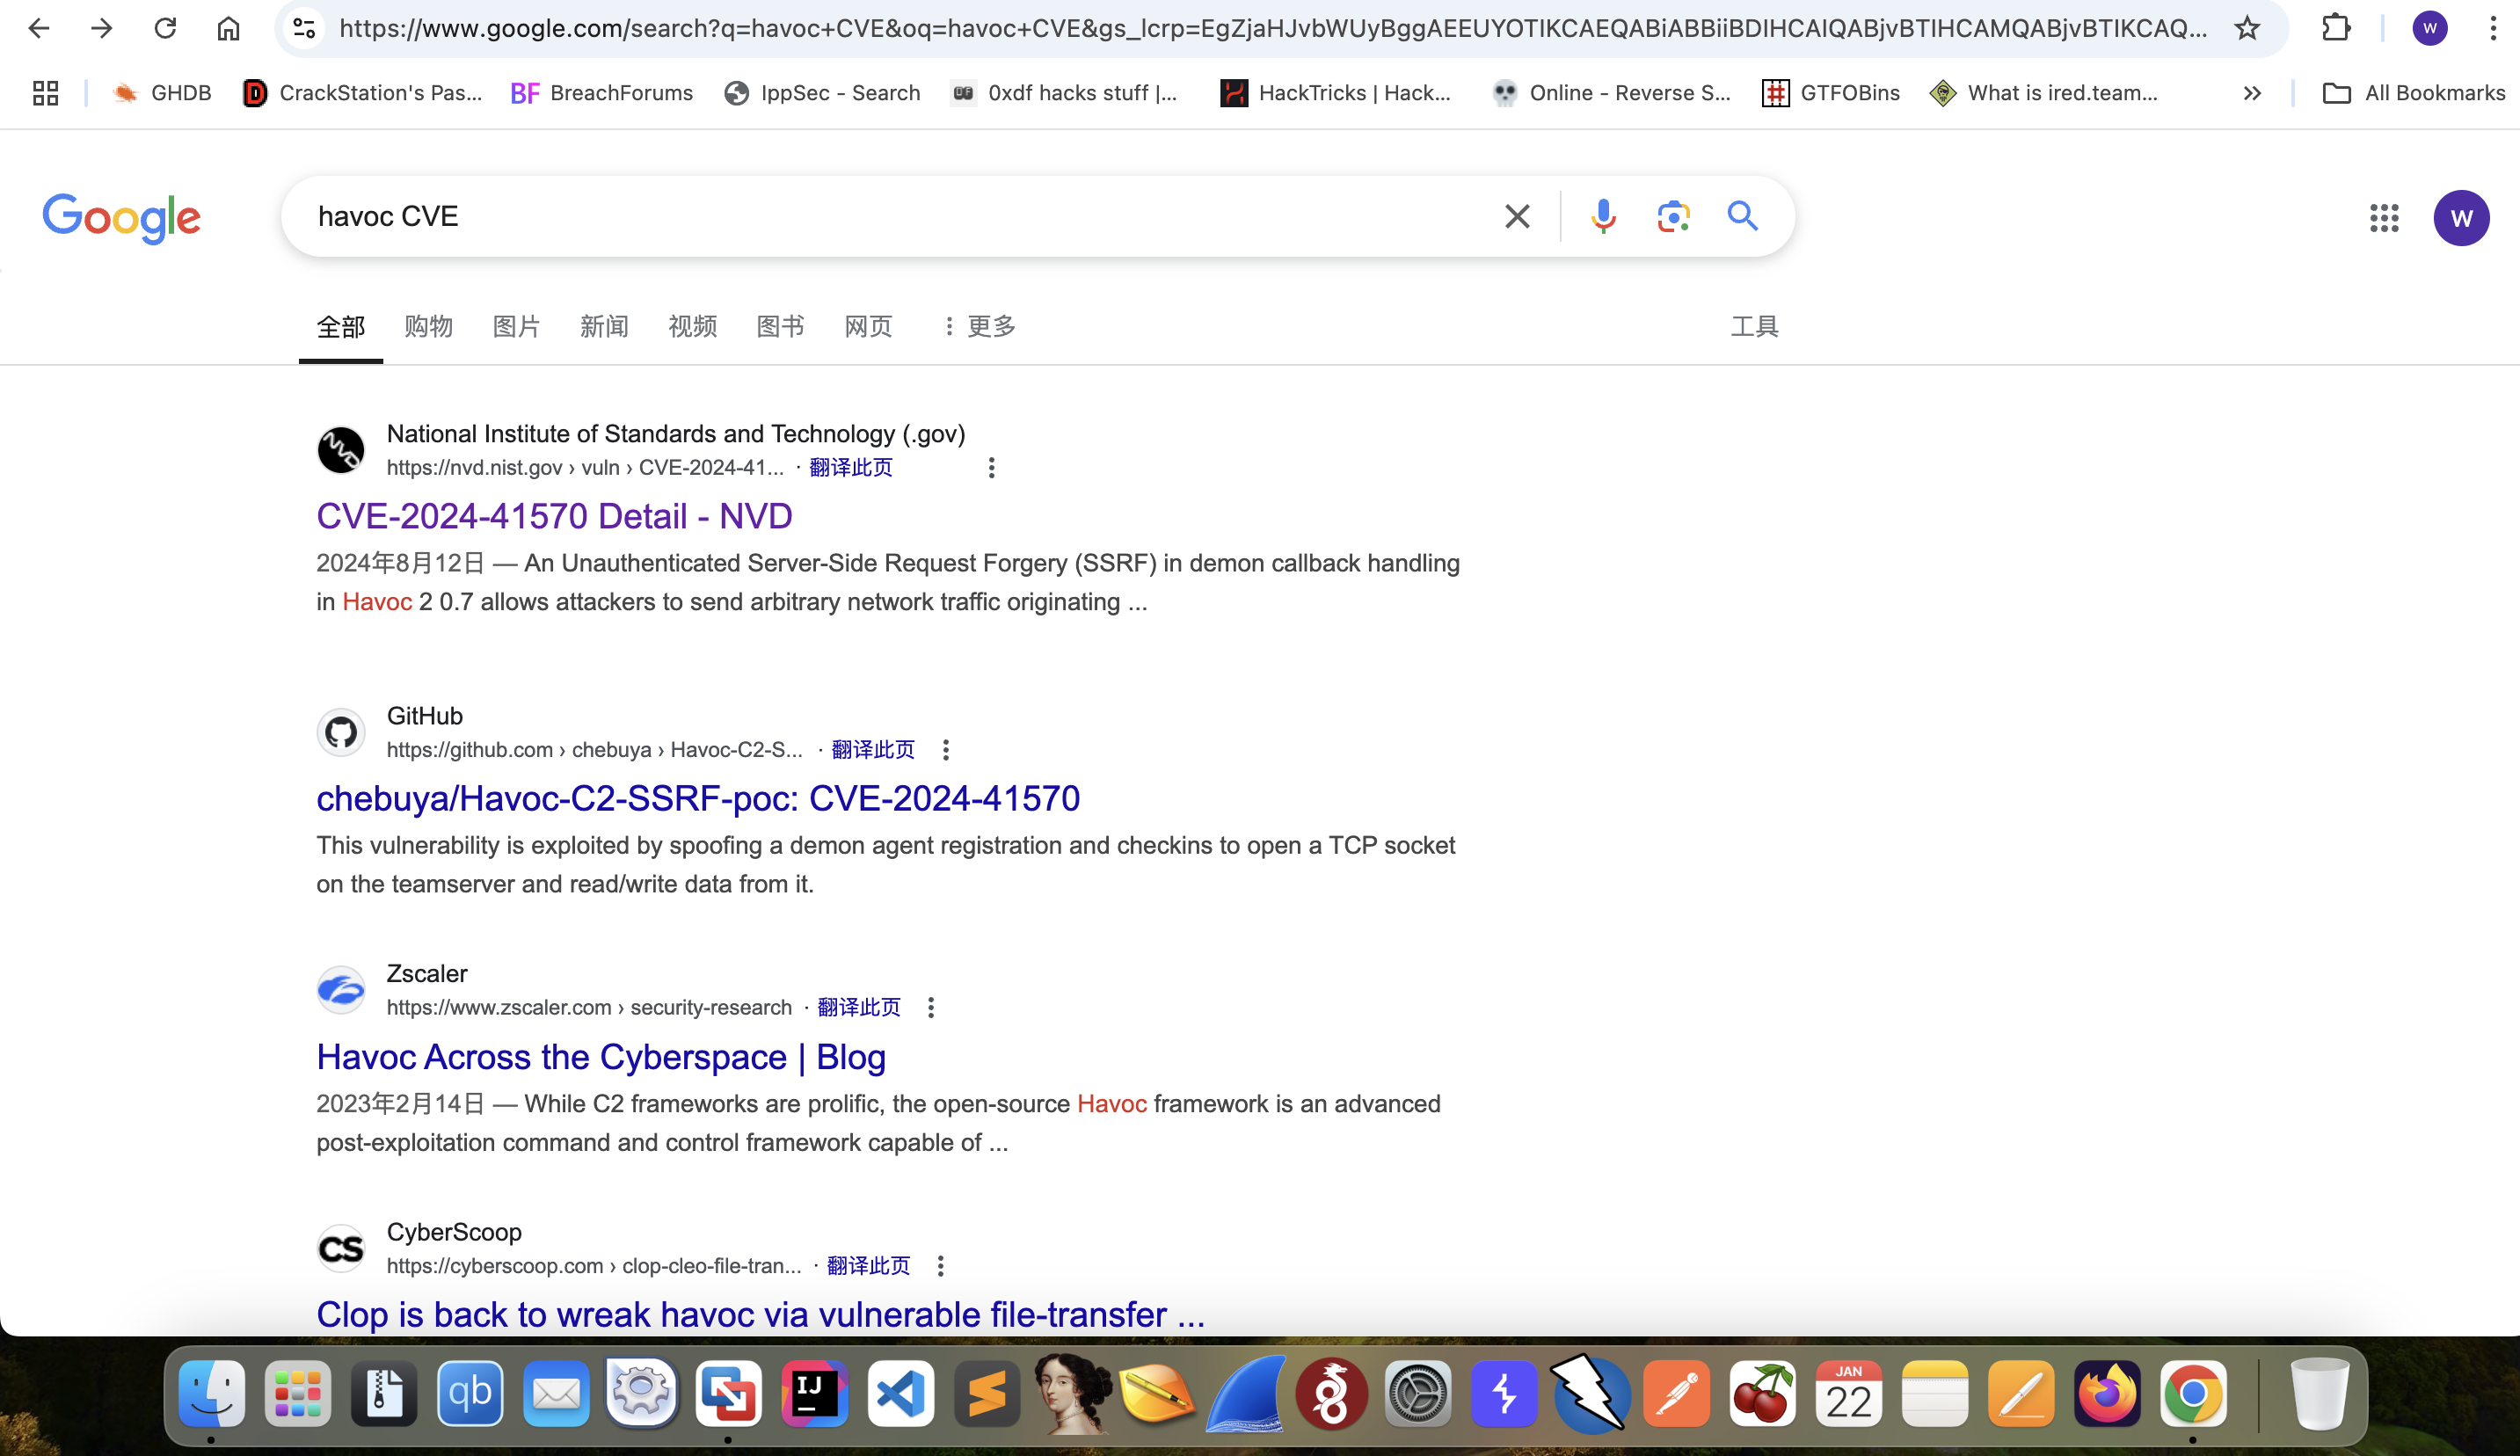 https://www.google.com/search?q=havoc+CVE&oq=havoc+CVE&gs_lcrp=EgZjaHJvbWUyBggAEEUYOTIKCAEQABiABBiiBDIHCAIQABjvBTIHCAMQABjvBTIKCAQ...
W
GHDB
CrackStation's Pas...
BF BreachForums
IppSec - Search
0xdf hacks stuff |...
HackTricks | Hack...
Online - Reverse S...
GTFOBins
What is ired.team...
All Bookmarks
Google
havoc CVE
W
全部 购物 图片 新闻 视频 图书 网页 更多 工具
NVD
National Institute of Standards and Technology (.gov)
https://nvd.nist.gov › vuln › CVE-2024-41... · 翻译此页
CVE-2024-41570 Detail - NVD
2024年8月12日 — An Unauthenticated Server-Side Request Forgery (SSRF) in demon callback handling
in Havoc 2 0.7 allows attackers to send arbitrary network traffic originating ...
GitHub
https://github.com › chebuya › Havoc-C2-S... · 翻译此页
chebuya/Havoc-C2-SSRF-poc: CVE-2024-41570
This vulnerability is exploited by spoofing a demon agent registration and checkins to open a TCP socket
on the teamserver and read/write data from it.
Zscaler
https://www.zscaler.com › security-research · 翻译此页
Havoc Across the Cyberspace | Blog
2023年2月14日 — While C2 frameworks are prolific, the open-source Havoc framework is an advanced
post-exploitation command and control framework capable of ...
CS
CyberScoop
https://cyberscoop.com › clop-cleo-file-tran... · 翻译此页
Clop is back to wreak havoc via vulnerable file-transfer ...
qb
IJ
JAN
22